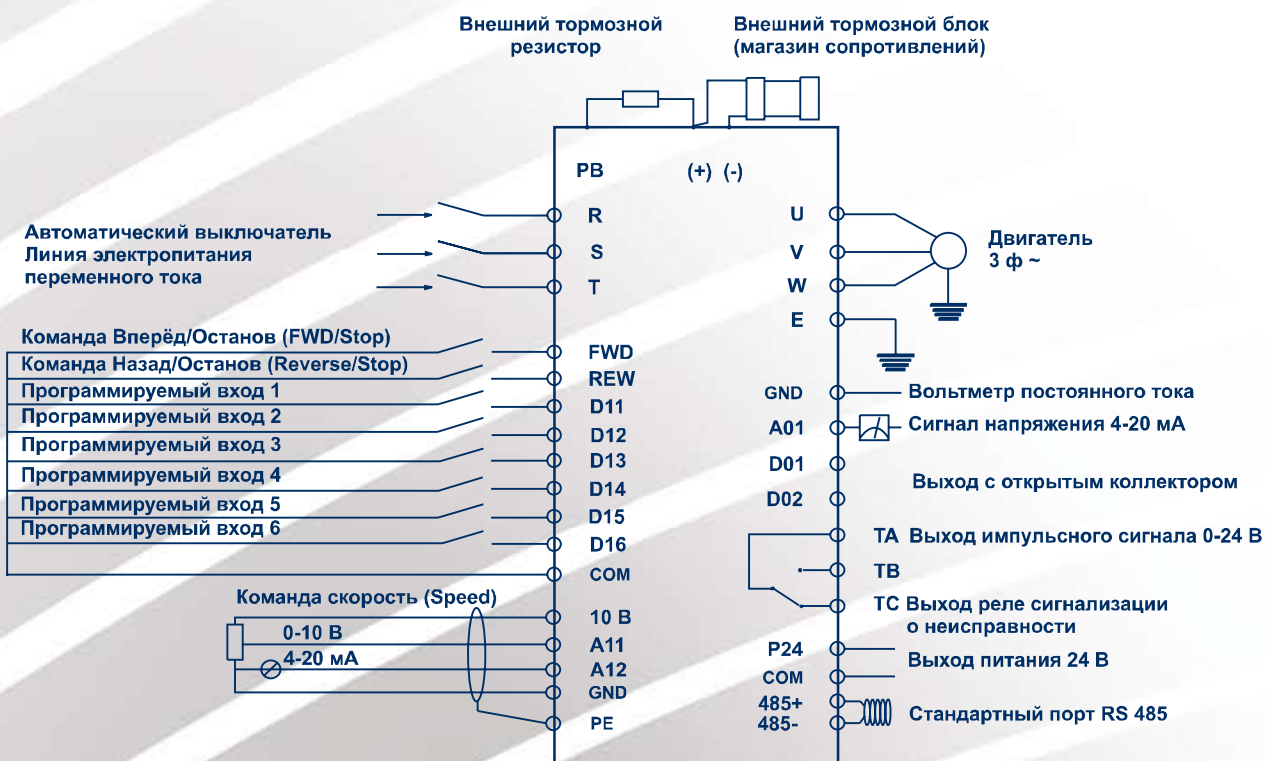 Внешний тормозной
резистор
Внешний тормозной блок
(магазин сопротивлений)
PB
(+) (-)
R
S
T
Автоматический выключатель
Линия электропитания
переменного тока
U
V
W
E
Двигатель
3 ф ~
Команда Вперёд/Останов (FWD/Stop)
Команда Назад/Останов (Reverse/Stop)
Программируемый вход 1
Программируемый вход 2
Программируемый вход 3
Программируемый вход 4
Программируемый вход 5
Программируемый вход 6
FWD
REW
D11
D12
D13
D14
D15
D16
COM
Команда скорость (Speed)
0-10 В
4-20 мА
10 В
A11
A12
GND
PE
GND
Вольтметр постоянного тока
A01
Сигнал напряжения 4-20 мА
D01
D02
Выход с открытым коллектором
TA Выход импульсного сигнала 0-24 В
TB
TC Выход реле сигнализации
о неисправности
P24
COM
Выход питания 24 В
485+
485-
Стандартный порт RS 485